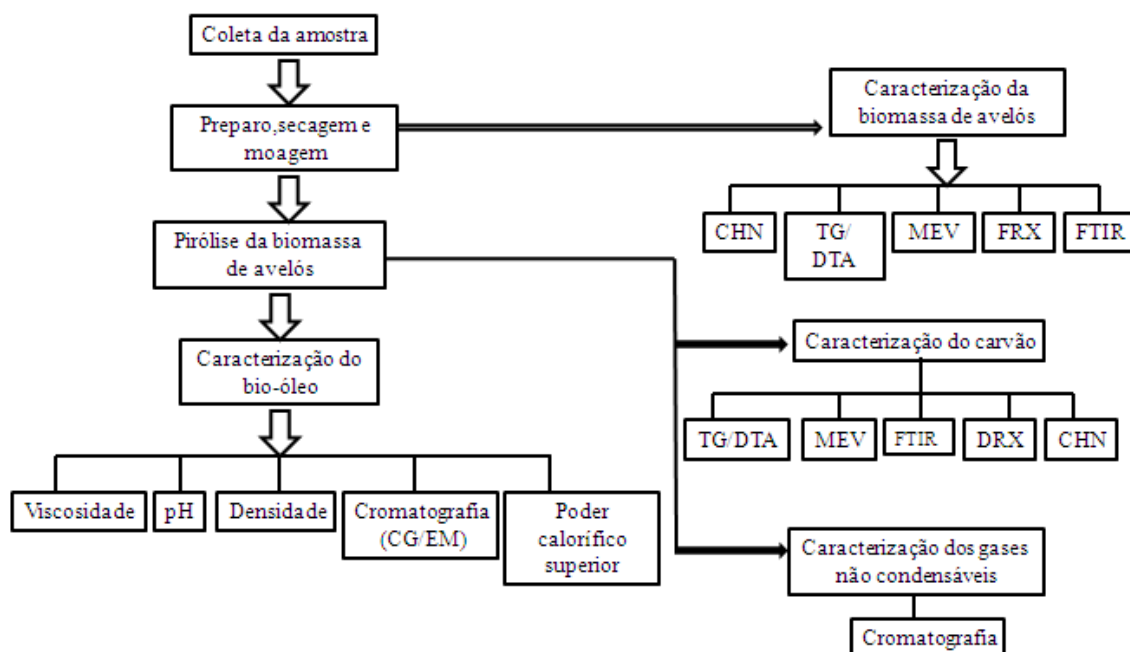 Coleta da amostra
Preparo,secagem e
moagem
Pirólise da biomassa
de avelós
Caracterização do
bio-óleo
Viscosidade
pH
Densidade
Cromatografia
(CG/EM)
Poder
calorífico
superior
Caracterização da
biomassa de avelós
CHN
TG/
DTA
MEV
FRX
FTIR
Caracterização do carvão
TG/DTA
MEV
FTIR
DRX
CHN
Caracterização dos gases
não condensáveis
Cromatografia